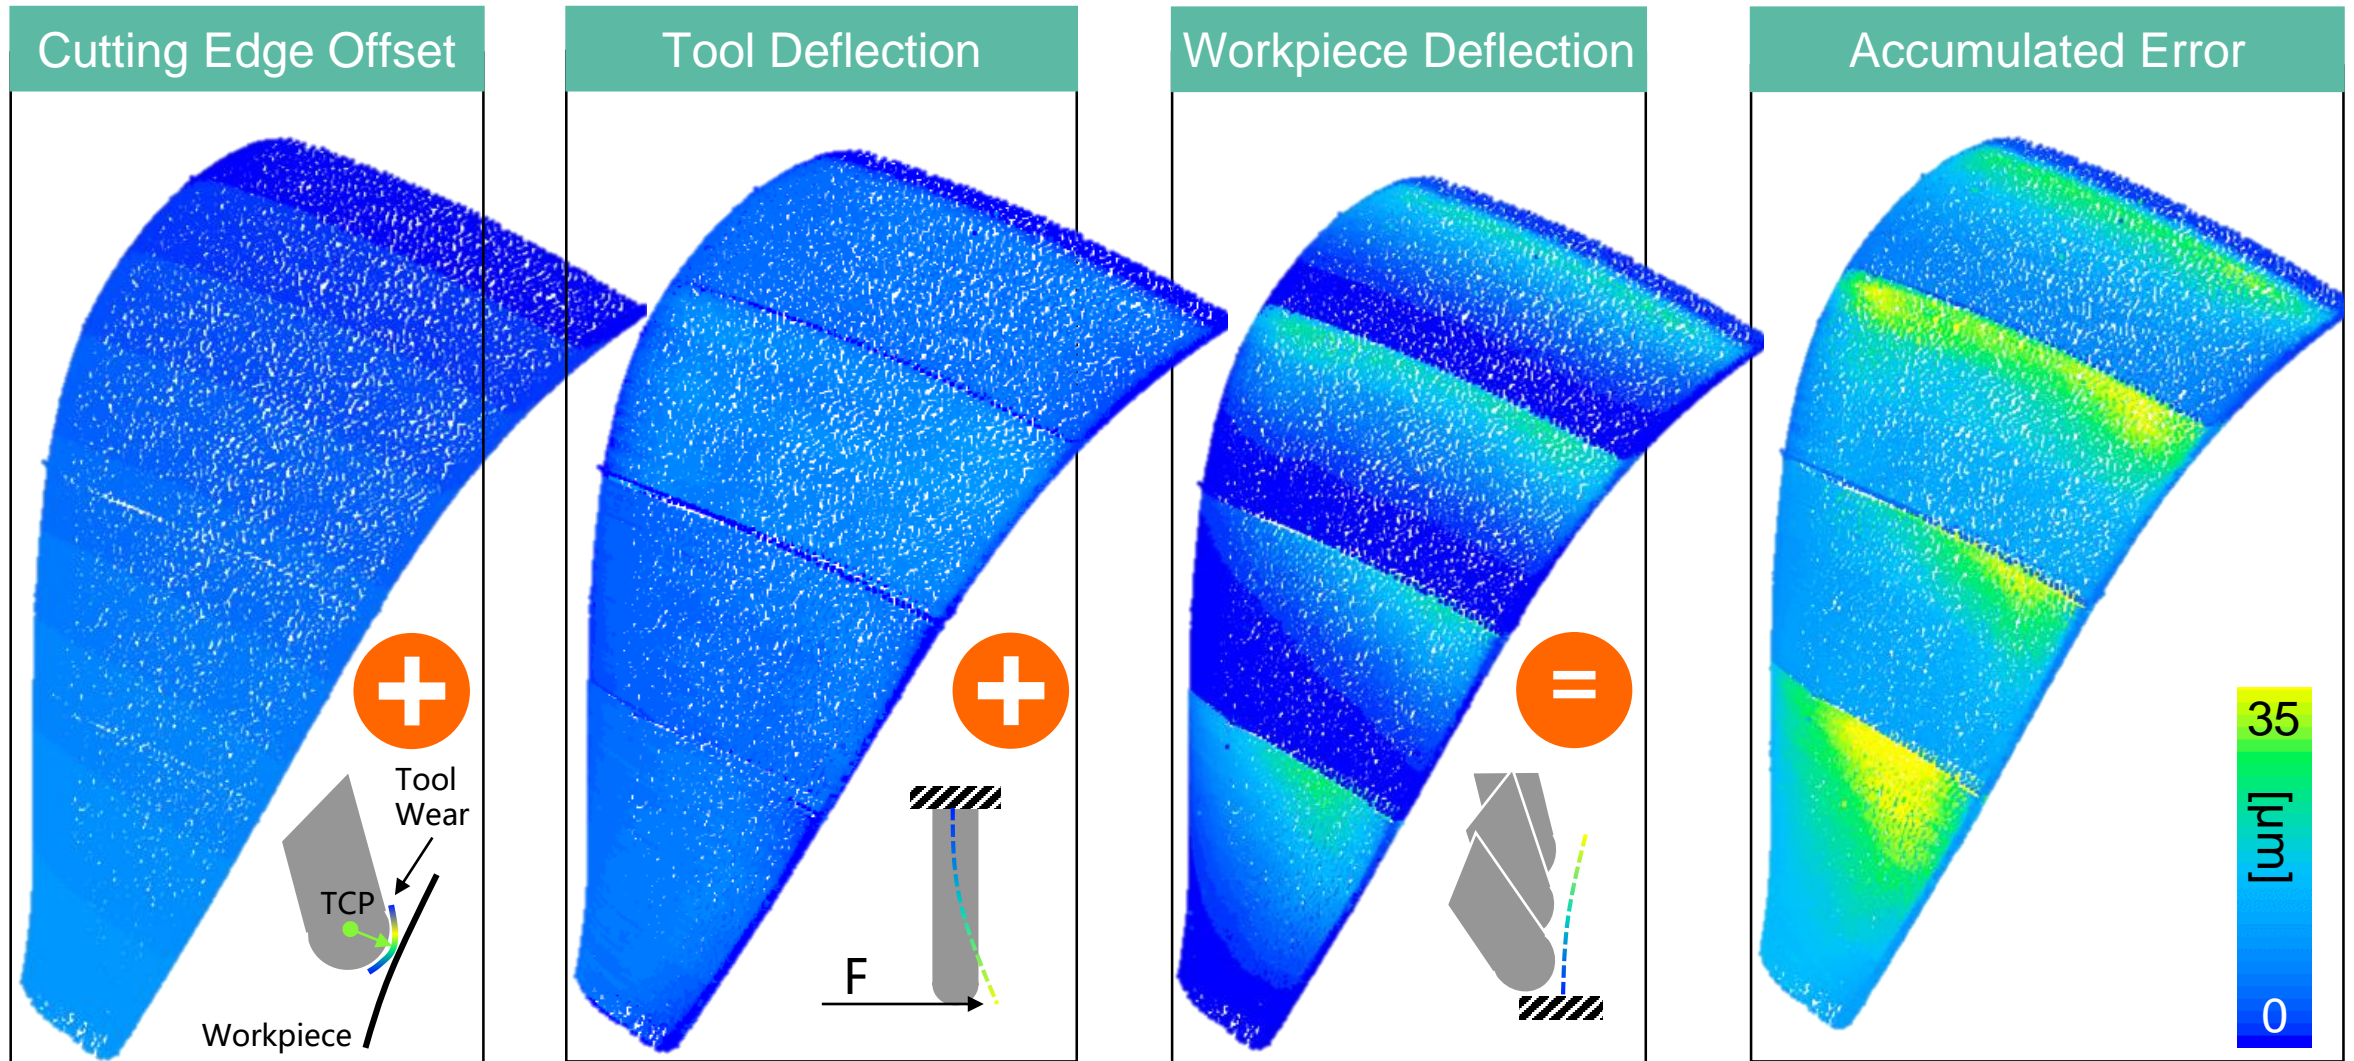 Cutting Edge Offset
Tool Deflection
Workpiece Deflection
Accumulated Error
+
+
=
Tool
Wear
TCP
Workpiece
F
35
[µm]
0